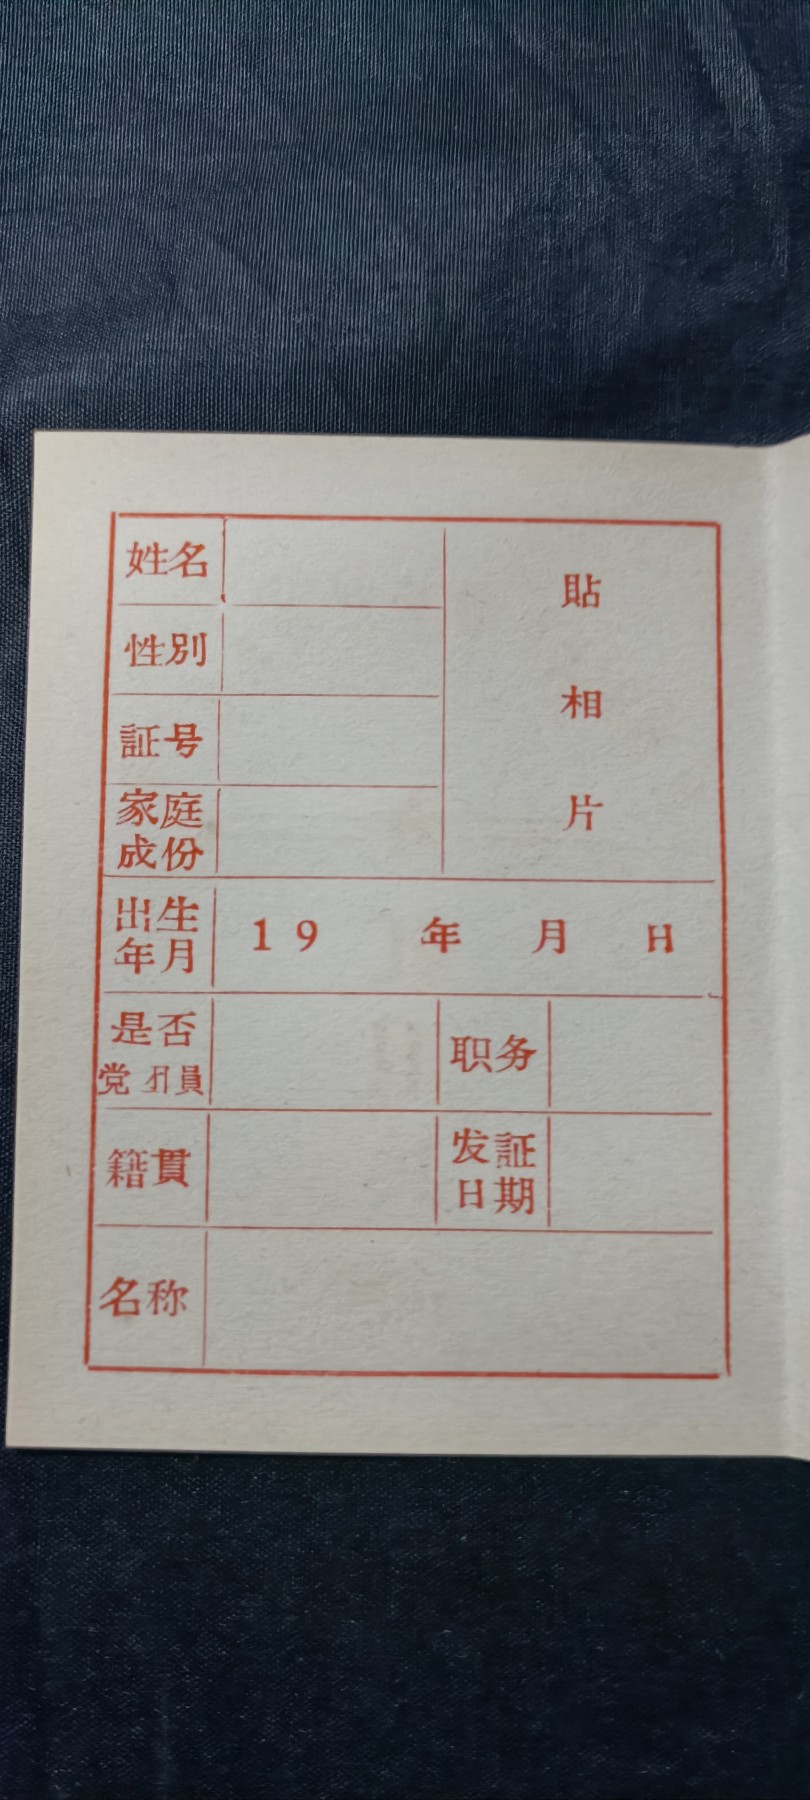 姓名
貼
相
片
性別
証号
家庭
成份
出生
年月
19 年 月 日
是否
党 員
职务
籍貫
发証
日期
名称